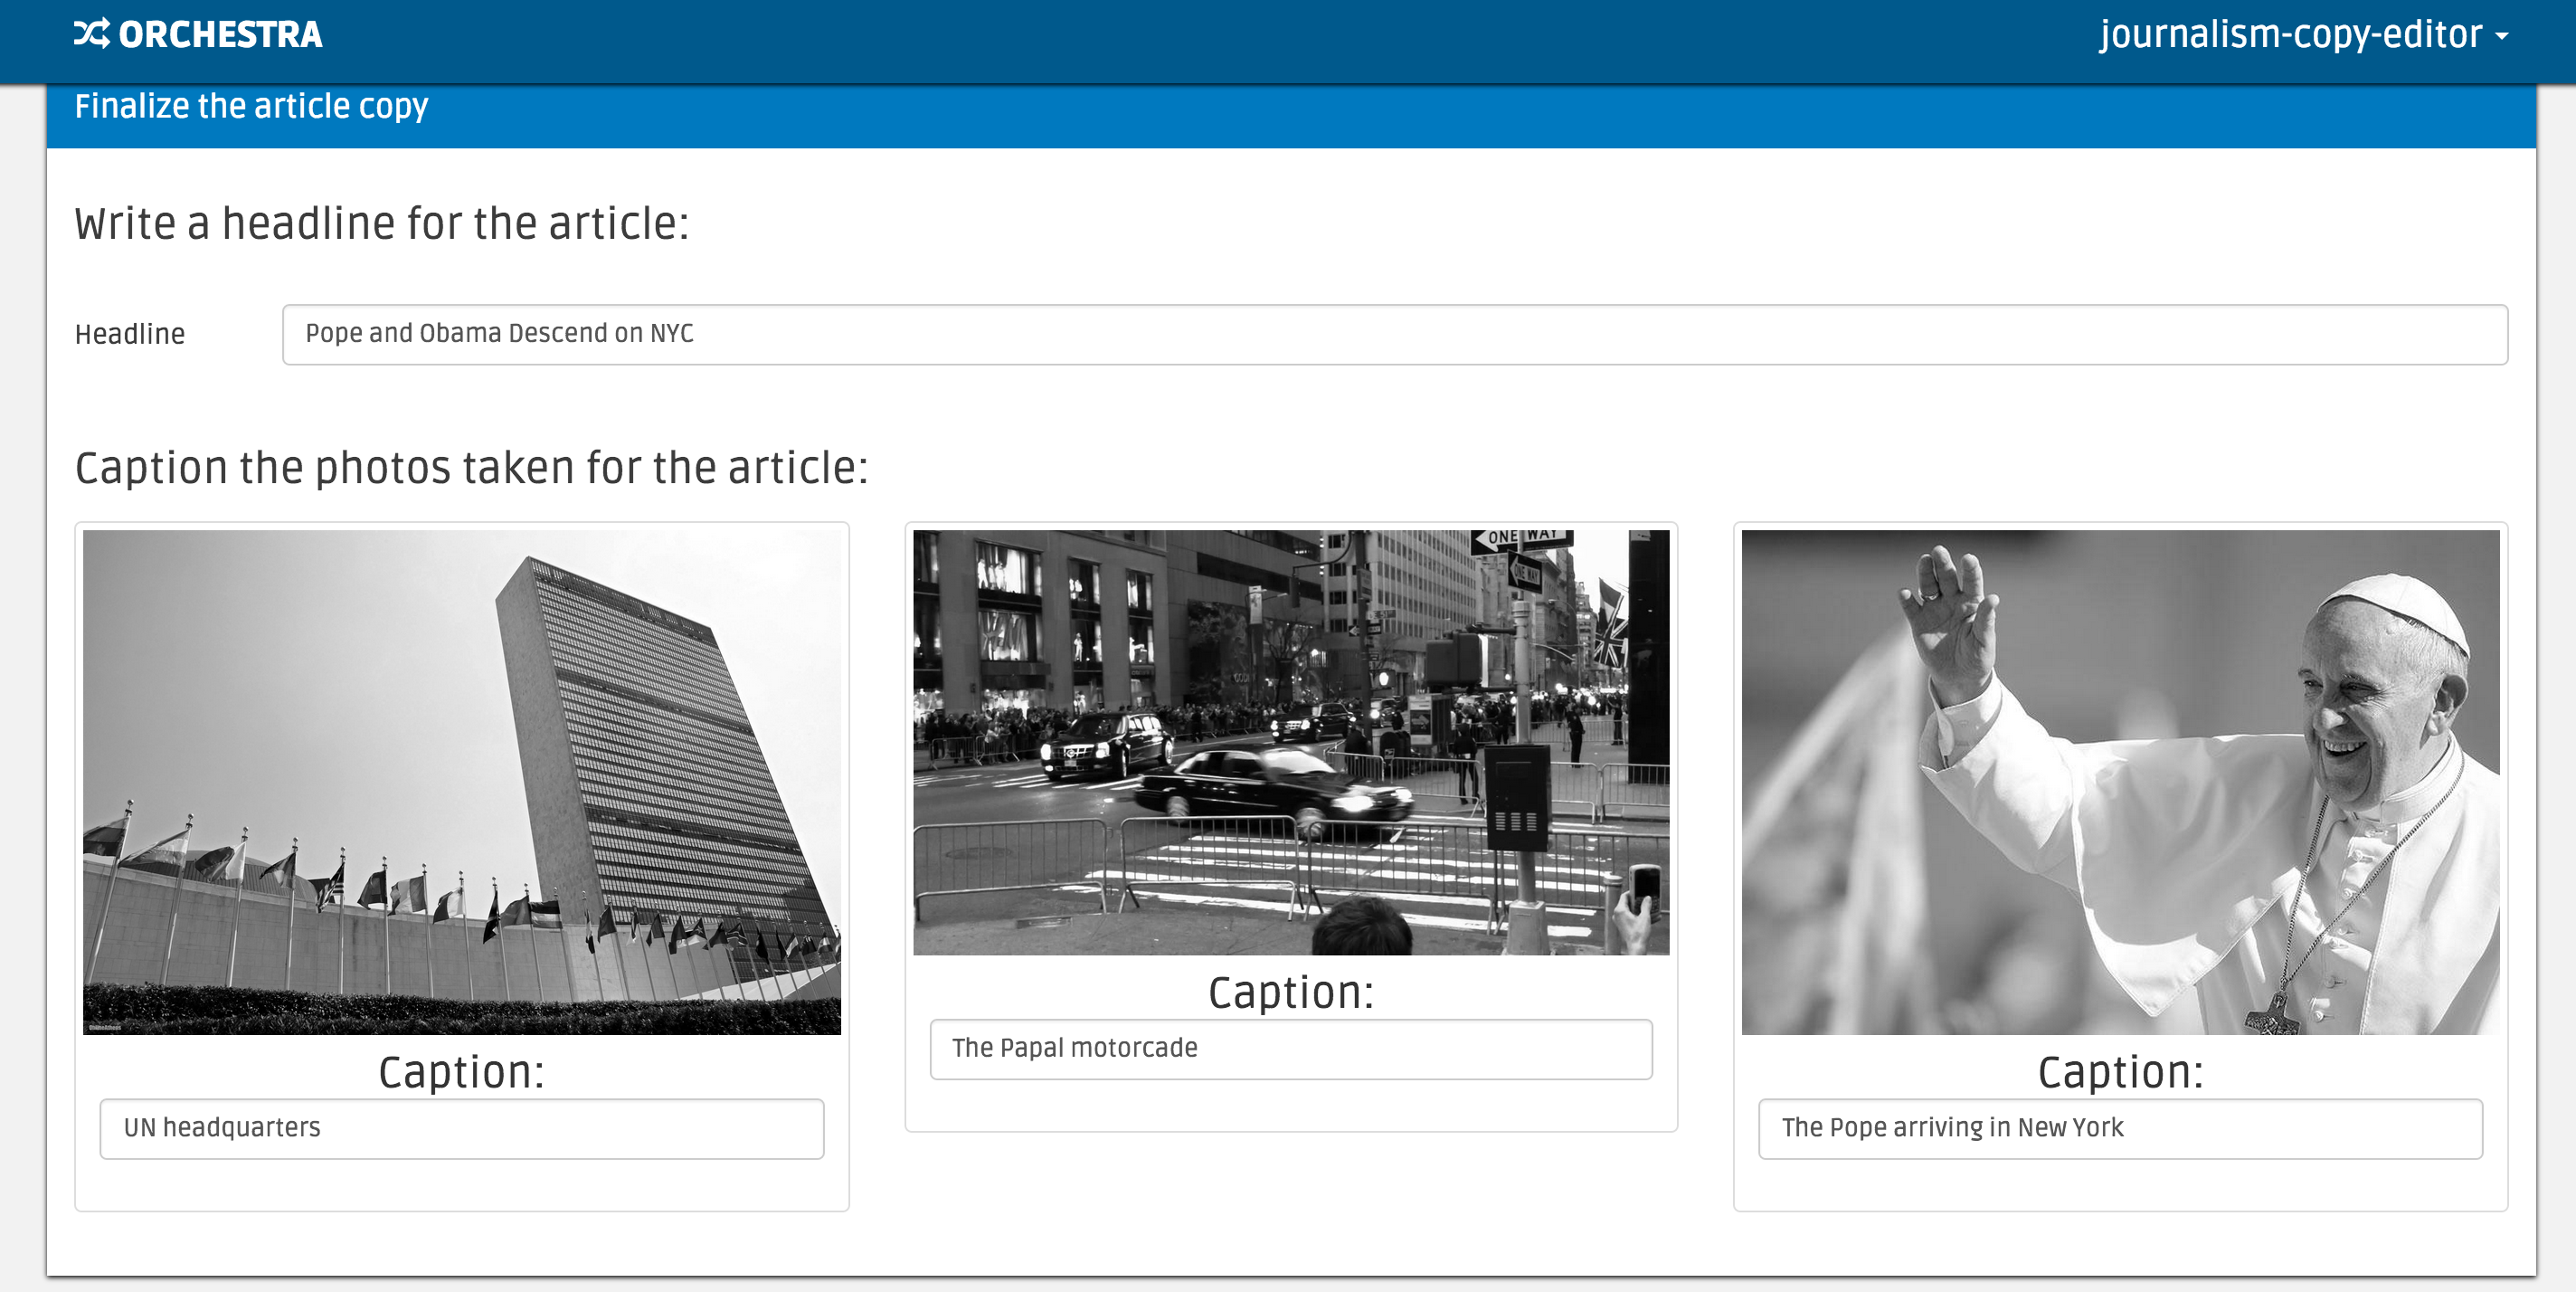 ORCHESTRA
journalism-copy-editor
Finalize the article copy
Write a headline for the article:
Headline
Pope and Obama Descend on NYC
Caption the photos taken for the article:
ONE WAY
ONE WAY
Caption:
UN headquarters
Caption:
The Papal motorcade
Caption:
The Pope arriving in New York